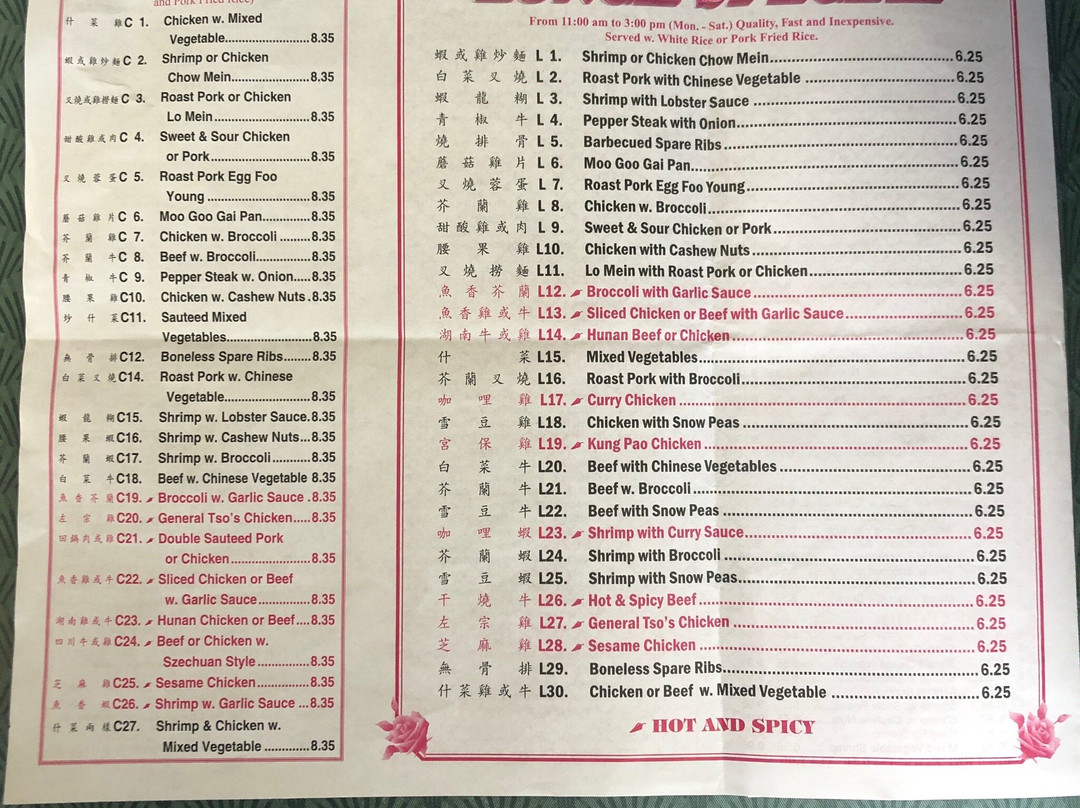 and Pork Fried Rice)
什菜雞 C 1. Chicken w. Mixed
Vegetable 8.35
蝦或雞炒麵 C 2. Shrimp or Chicken
Chow Mein 8.35
叉燒或雞撈麵 C 3. Roast Pork or Chicken
Lo Mein 8.35
甜酸雞或肉 C 4. Sweet & Sour Chicken
or Pork 8.35
叉燒蓉蛋 C 5. Roast Pork Egg Foo
Young 8.35
蘑菇雞片 C 6. Moo Goo Gai Pan 8.35
芥蘭雞 C 7. Chicken w. Broccoli 8.35
芥蘭牛 C 8. Beef w. Broccoli 8.35
青椒牛 C 9. Pepper Steak w. Onion 8.35
腰果雞 C10. Chicken w. Cashew Nuts 8.35
炒什菜 C11. Sauteed Mixed
Vegetables 8.35
無骨排 C12. Boneless Spare Ribs 8.35
白菜叉燒 C14. Roast Pork w. Chinese
Vegetable 8.35
蝦龍糊 C15. Shrimp w. Lobster Sauce 8.35
腰果蝦 C16. Shrimp w. Cashew Nuts 8.35
芥蘭蝦 C17. Shrimp w. Broccoli 8.35
白菜牛 C18. Beef w. Chinese Vegetable 8.35
魚香芥蘭 C19. Broccoli w. Garlic Sauce 8.35
左宗雞 C20. General Tso's Chicken 8.35
回鍋肉或雞 C21. Double Sauteed Pork
or Chicken 8.35
魚香雞或牛 C22. Sliced Chicken or Beef
w. Garlic Sauce 8.35
湖南雞或牛 C23. Hunan Chicken or Beef 8.35
四川牛或雞 C24. Beef or Chicken w.
Szechuan Style 8.35
芝麻雞 C25. Sesame Chicken 8.35
魚香蝦 C26. Shrimp w. Garlic Sauce 8.35
什菜兩樣 C27. Shrimp & Chicken w.
Mixed Vegetable 8.35
From 11:00 am to 3:00 pm (Mon. - Sat.) Quality, Fast and Inexpensive.
Served w. White Rice or Pork Fried Rice.
蝦或雞炒麵 L 1. Shrimp or Chicken Chow Mein 6.25
白菜叉燒 L 2. Roast Pork with Chinese Vegetable 6.25
蝦龍糊 L 3. Shrimp with Lobster Sauce 6.25
青椒牛 L 4. Pepper Steak with Onion 6.25
燒排骨 L 5. Barbecued Spare Ribs 6.25
蘑菇雞片 L 6. Moo Goo Gai Pan 6.25
叉燒蓉蛋 L 7. Roast Pork Egg Foo Young 6.25
芥蘭雞 L 8. Chicken w. Broccoli 6.25
甜酸雞或肉 L 9. Sweet & Sour Chicken or Pork 6.25
腰果雞 L10. Chicken with Cashew Nuts 6.25
叉燒撈麵 L11. Lo Mein with Roast Pork or Chicken 6.25
魚香芥蘭 L12. Broccoli with Garlic Sauce 6.25
魚香雞或牛 L13. Sliced Chicken or Beef with Garlic Sauce 6.25
湖南牛或雞 L14. Hunan Beef or Chicken 6.25
什菜 L15. Mixed Vegetables 6.25
芥蘭叉燒 L16. Roast Pork with Broccoli 6.25
咖哩雞 L17. Curry Chicken 6.25
雪豆雞 L18. Chicken with Snow Peas 6.25
宮保雞 L19. Kung Pao Chicken 6.25
白菜牛 L20. Beef with Chinese Vegetables 6.25
芥蘭牛 L21. Beef w. Broccoli 6.25
雪豆牛 L22. Beef with Snow Peas 6.25
咖哩蝦 L23. Shrimp with Curry Sauce 6.25
芥蘭蝦 L24. Shrimp with Broccoli 6.25
雪豆蝦 L25. Shrimp with Snow Peas 6.25
干燒牛 L26. Hot & Spicy Beef 6.25
左宗雞 L27. General Tso's Chicken 6.25
芝麻雞 L28. Sesame Chicken 6.25
無骨排 L29. Boneless Spare Ribs 6.25
什菜雞或牛 L30. Chicken or Beef w. Mixed Vegetable 6.25
HOT AND SPICY